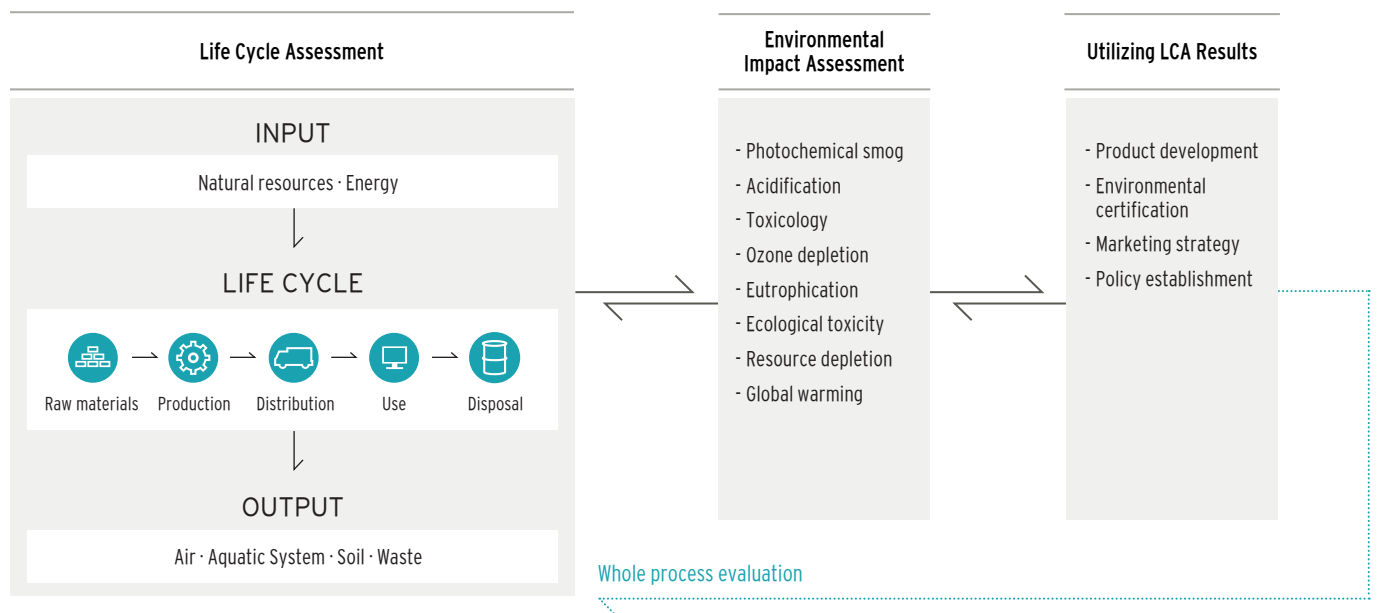 Life Cycle Assessment
INPUT
Natural resources · Energy
LIFE CYCLE
Raw materials
Production
Distribution
Use
Disposal
OUTPUT
Air · Aquatic System · Soil · Waste
Environmental
Impact Assessment
- Photochemical smog
- Acidification
- Toxicology
- Ozone depletion
- Eutrophication
- Ecological toxicity
- Resource depletion
- Global warming
Utilizing LCA Results
- Product development
- Environmental
certification
- Marketing strategy
- Policy establishment
Whole process evaluation